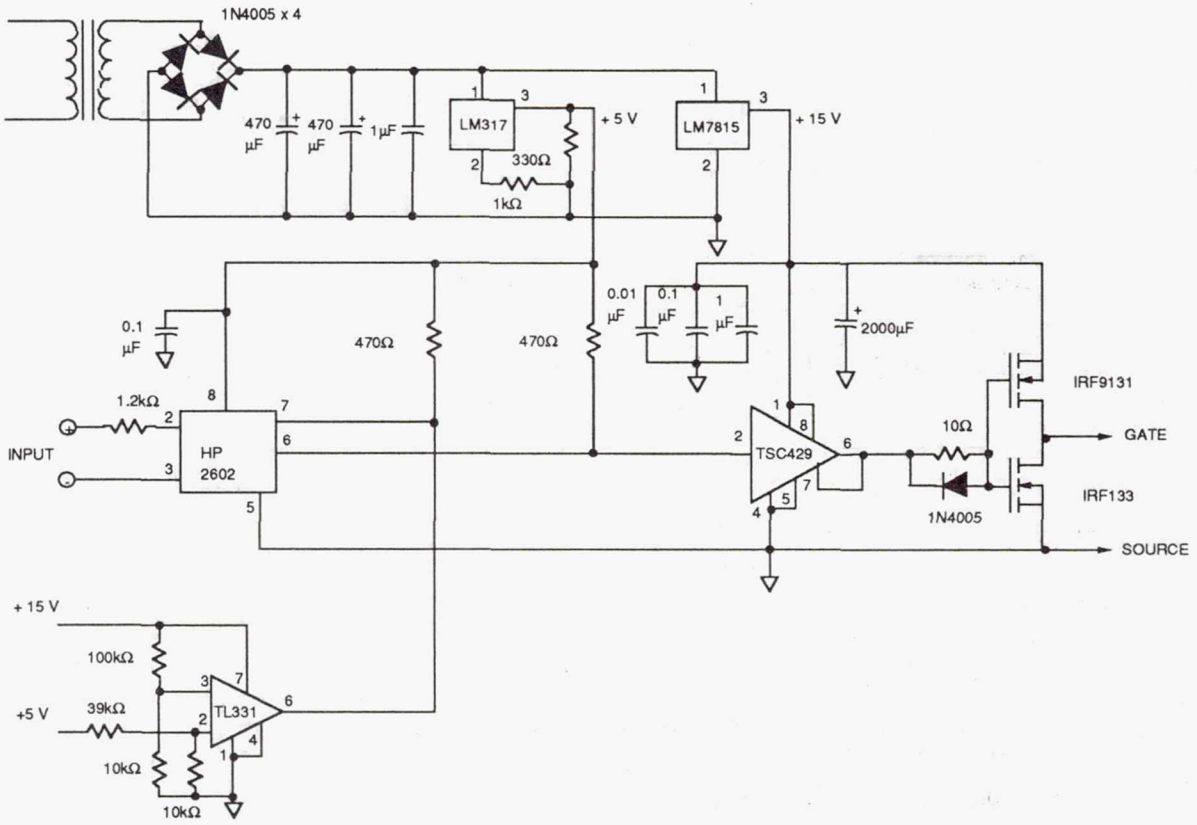 1N4005 x 4
470 µF
+
470 µF
+
1µF
1
3
LM317
2
330Ω
1kΩ
+ 5 V
1
3
LM7815
2
+ 15 V
0.1 µF
470Ω
470Ω
0.01 µF
0.1 µF
1 µF
+
2000µF
IRF9131
1.2kΩ
INPUT
+
-
8
2
3
7
6
5
HP 2602
2
1
8
TSC429
6
7
5
4
10Ω
1N4005
GATE
IRF133
SOURCE
+ 15 V
100kΩ
+5 V
39kΩ
3
7
2
TL331
6
1
4
10kΩ
10kΩ